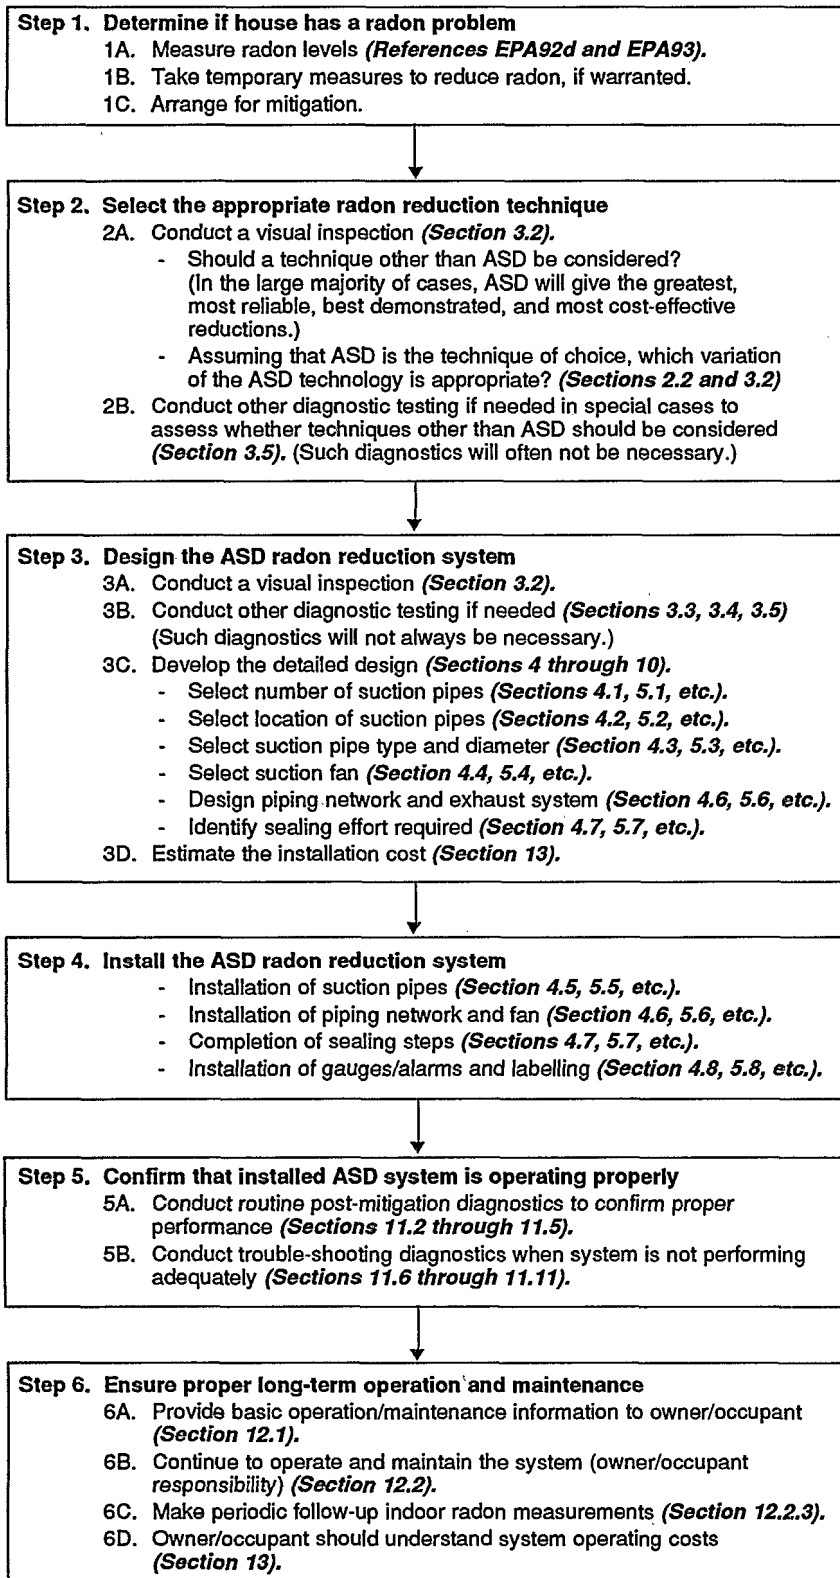 Step 1. Determine if house has a radon problem
1A. Measure radon levels (References EPA92d and EPA93).
1B. Take temporary measures to reduce radon, if warranted.
1C. Arrange for mitigation.
Step 2. Select the appropriate radon reduction technique
2A. Conduct a visual inspection (Section 3.2).
- Should a technique other than ASD be considered?
(In the large majority of cases, ASD will give the greatest,
most reliable, best demonstrated, and most cost-effective
reductions.)
- Assuming that ASD is the technique of choice, which variation
of the ASD technology is appropriate? (Sections 2.2 and 3.2)
2B. Conduct other diagnostic testing if needed in special cases to
assess whether techniques other than ASD should be considered
(Section 3.5). (Such diagnostics will often not be necessary.)
Step 3. Design the ASD radon reduction system
3A. Conduct a visual inspection (Section 3.2).
3B. Conduct other diagnostic testing if needed (Sections 3.3, 3.4, 3.5)
(Such diagnostics will not always be necessary.)
3C. Develop the detailed design (Sections 4 through 10).
- Select number of suction pipes (Sections 4.1, 5.1, etc.).
- Select location of suction pipes (Sections 4.2, 5.2, etc.).
- Select suction pipe type and diameter (Section 4.3, 5.3, etc.).
- Select suction fan (Section 4.4, 5.4, etc.).
- Design piping network and exhaust system (Section 4.6, 5.6, etc.).
- Identify sealing effort required (Section 4.7, 5.7, etc.).
3D. Estimate the installation cost (Section 13).
Step 4. Install the ASD radon reduction system
- Installation of suction pipes (Section 4.5, 5.5, etc.).
- Installation of piping network and fan (Section 4.6, 5.6, etc.).
- Completion of sealing steps (Sections 4.7, 5.7, etc.).
- Installation of gauges/alarms and labelling (Section 4.8, 5.8, etc.).
Step 5. Confirm that installed ASD system is operating properly
5A. Conduct routine post-mitigation diagnostics to confirm proper
performance (Sections 11.2 through 11.5).
5B. Conduct trouble-shooting diagnostics when system is not performing
adequately (Sections 11.6 through 11.11).
Step 6. Ensure proper long-term operation and maintenance
6A. Provide basic operation/maintenance information to owner/occupant
(Section 12.1).
6B. Continue to operate and maintain the system (owner/occupant
responsibility) (Section 12.2).
6C. Make periodic follow-up indoor radon measurements (Section 12.2.3).
6D. Owner/occupant should understand system operating costs
(Section 13).